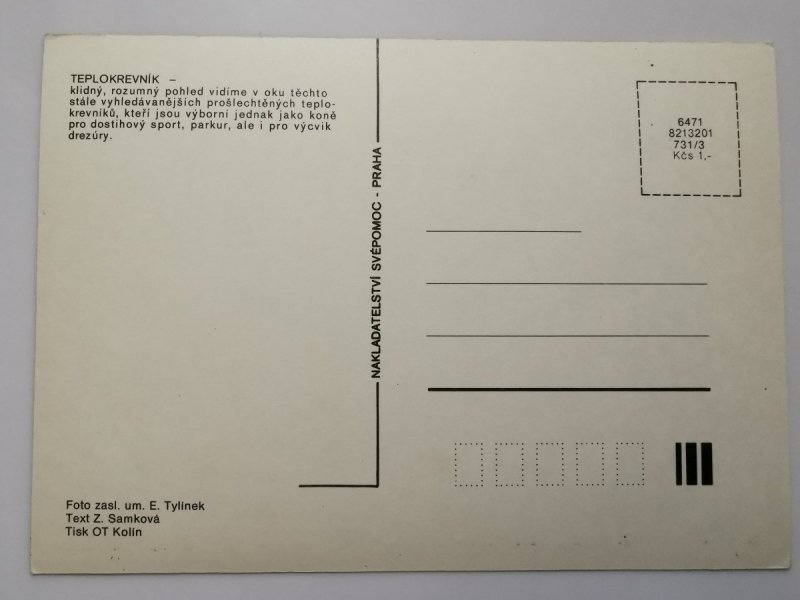 TEPLOKREVNÍK –
klidný, rozumný pohled vidíme v oku těchto
stále vyhledávanějších prošlechtěných teplo-
krevníků, kteří jsou výborni jednak jako koně
pro dostihový sport, parkur, ale i pro výcvik
drezúry.
NAKLADATELSTVÍ SVÉPOMOC - PRAHA
6471
8213201
731/3
Kčs 1,-
Foto zasl. um. E. Tylínek
Text Z. Samková
Tisk OT Kolín